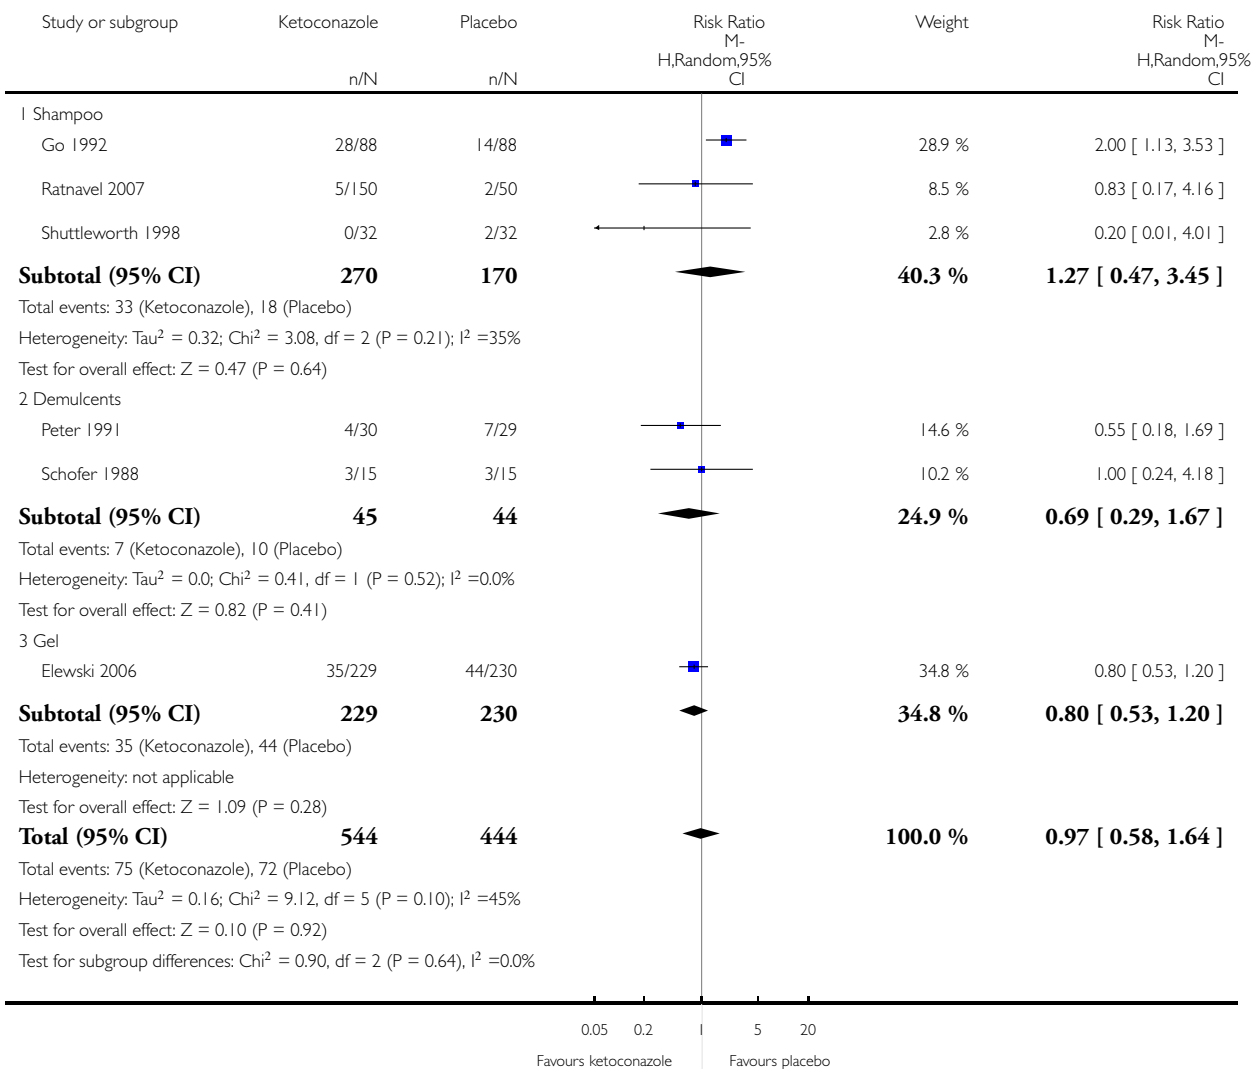 Study or subgroup Ketoconazole Placebo Risk Ratio Weight Risk Ratio
M- M-
H,Random,95% H,Random,95%
n/N n/N CI CI
1 Shampoo
Go 1992 28/88 14/88 28.9 % 2.00 [ 1.13, 3.53 ]
Ratnavel 2007 5/150 2/50 8.5 % 0.83 [ 0.17, 4.16 ]
Shuttleworth 1998 0/32 2/32 2.8 % 0.20 [ 0.01, 4.01 ]
Subtotal (95% CI) 270 170 40.3 % 1.27 [ 0.47, 3.45 ]
Total events: 33 (Ketoconazole), 18 (Placebo)
Heterogeneity: Tau² = 0.32; Chi² = 3.08, df = 2 (P = 0.21); I² =35%
Test for overall effect: Z = 0.47 (P = 0.64)
2 Demulcents
Peter 1991 4/30 7/29 14.6 % 0.55 [ 0.18, 1.69 ]
Schofer 1988 3/15 3/15 10.2 % 1.00 [ 0.24, 4.18 ]
Subtotal (95% CI) 45 44 24.9 % 0.69 [ 0.29, 1.67 ]
Total events: 7 (Ketoconazole), 10 (Placebo)
Heterogeneity: Tau² = 0.0; Chi² = 0.41, df = 1 (P = 0.52); I² =0.0%
Test for overall effect: Z = 0.82 (P = 0.41)
3 Gel
Elewski 2006 35/229 44/230 34.8 % 0.80 [ 0.53, 1.20 ]
Subtotal (95% CI) 229 230 34.8 % 0.80 [ 0.53, 1.20 ]
Total events: 35 (Ketoconazole), 44 (Placebo)
Heterogeneity: not applicable
Test for overall effect: Z = 1.09 (P = 0.28)
Total (95% CI) 544 444 100.0 % 0.97 [ 0.58, 1.64 ]
Total events: 75 (Ketoconazole), 72 (Placebo)
Heterogeneity: Tau² = 0.16; Chi² = 9.12, df = 5 (P = 0.10); I² =45%
Test for overall effect: Z = 0.10 (P = 0.92)
Test for subgroup differences: Chi² = 0.90, df = 2 (P = 0.64), I² =0.0%
0.05 0.2 1 5 20
Favours ketoconazole Favours placebo